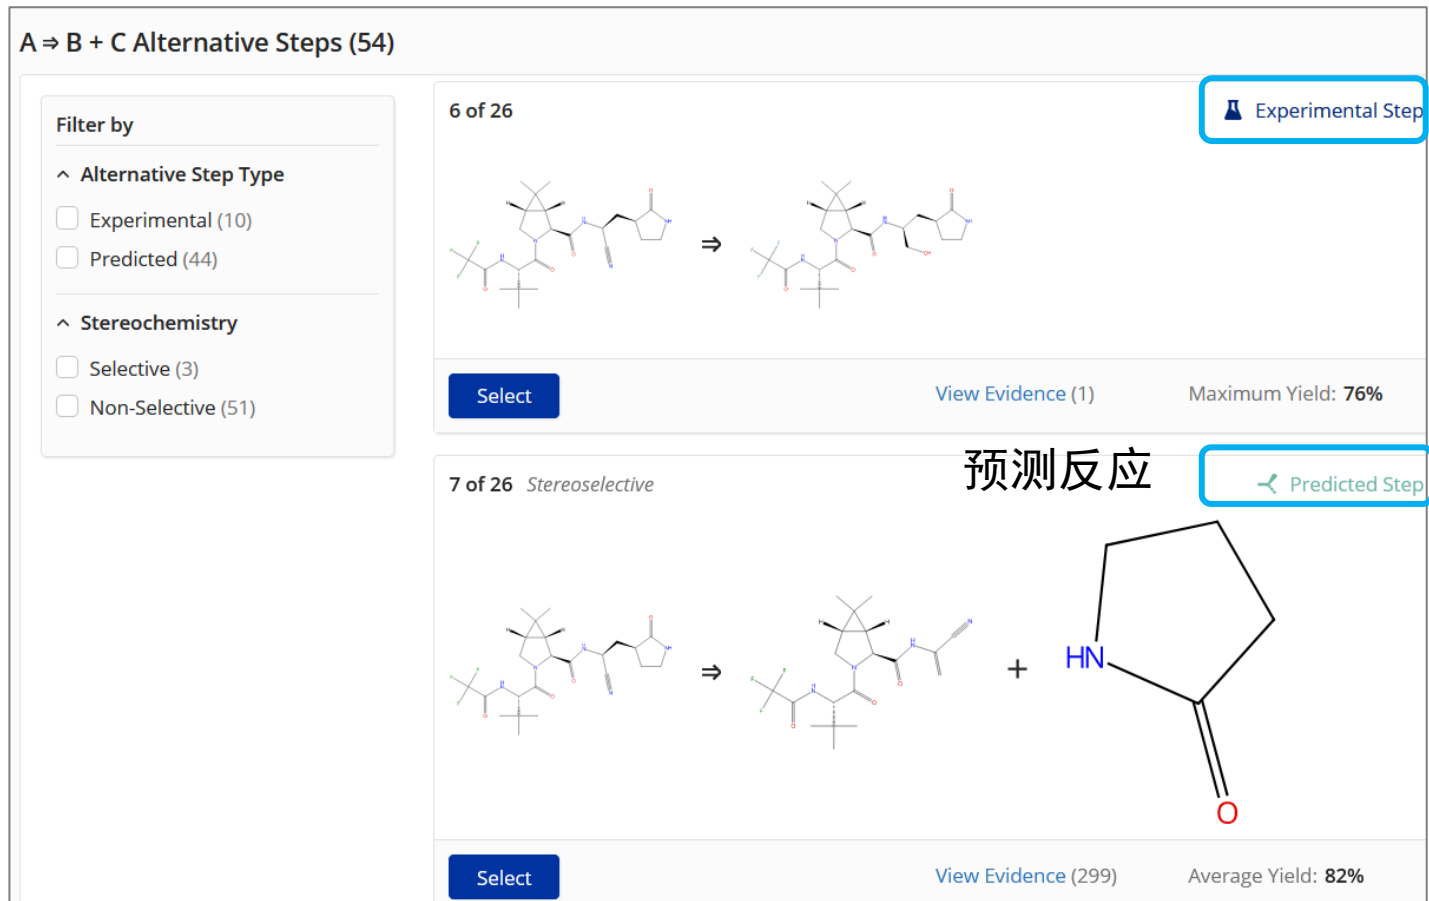 A ⇒ B + C Alternative Steps (54)
Filter by
Alternative Step Type
Experimental (10)
Predicted (44)
Stereochemistry
Selective (3)
Non-Selective (51)
6 of 26
Experimental Step
⇒
Select
View Evidence (1)
Maximum Yield: 76%
预测反应
7 of 26 Stereoselective
Predicted Step
⇒
+
HN
O
Select
View Evidence (299)
Average Yield: 82%